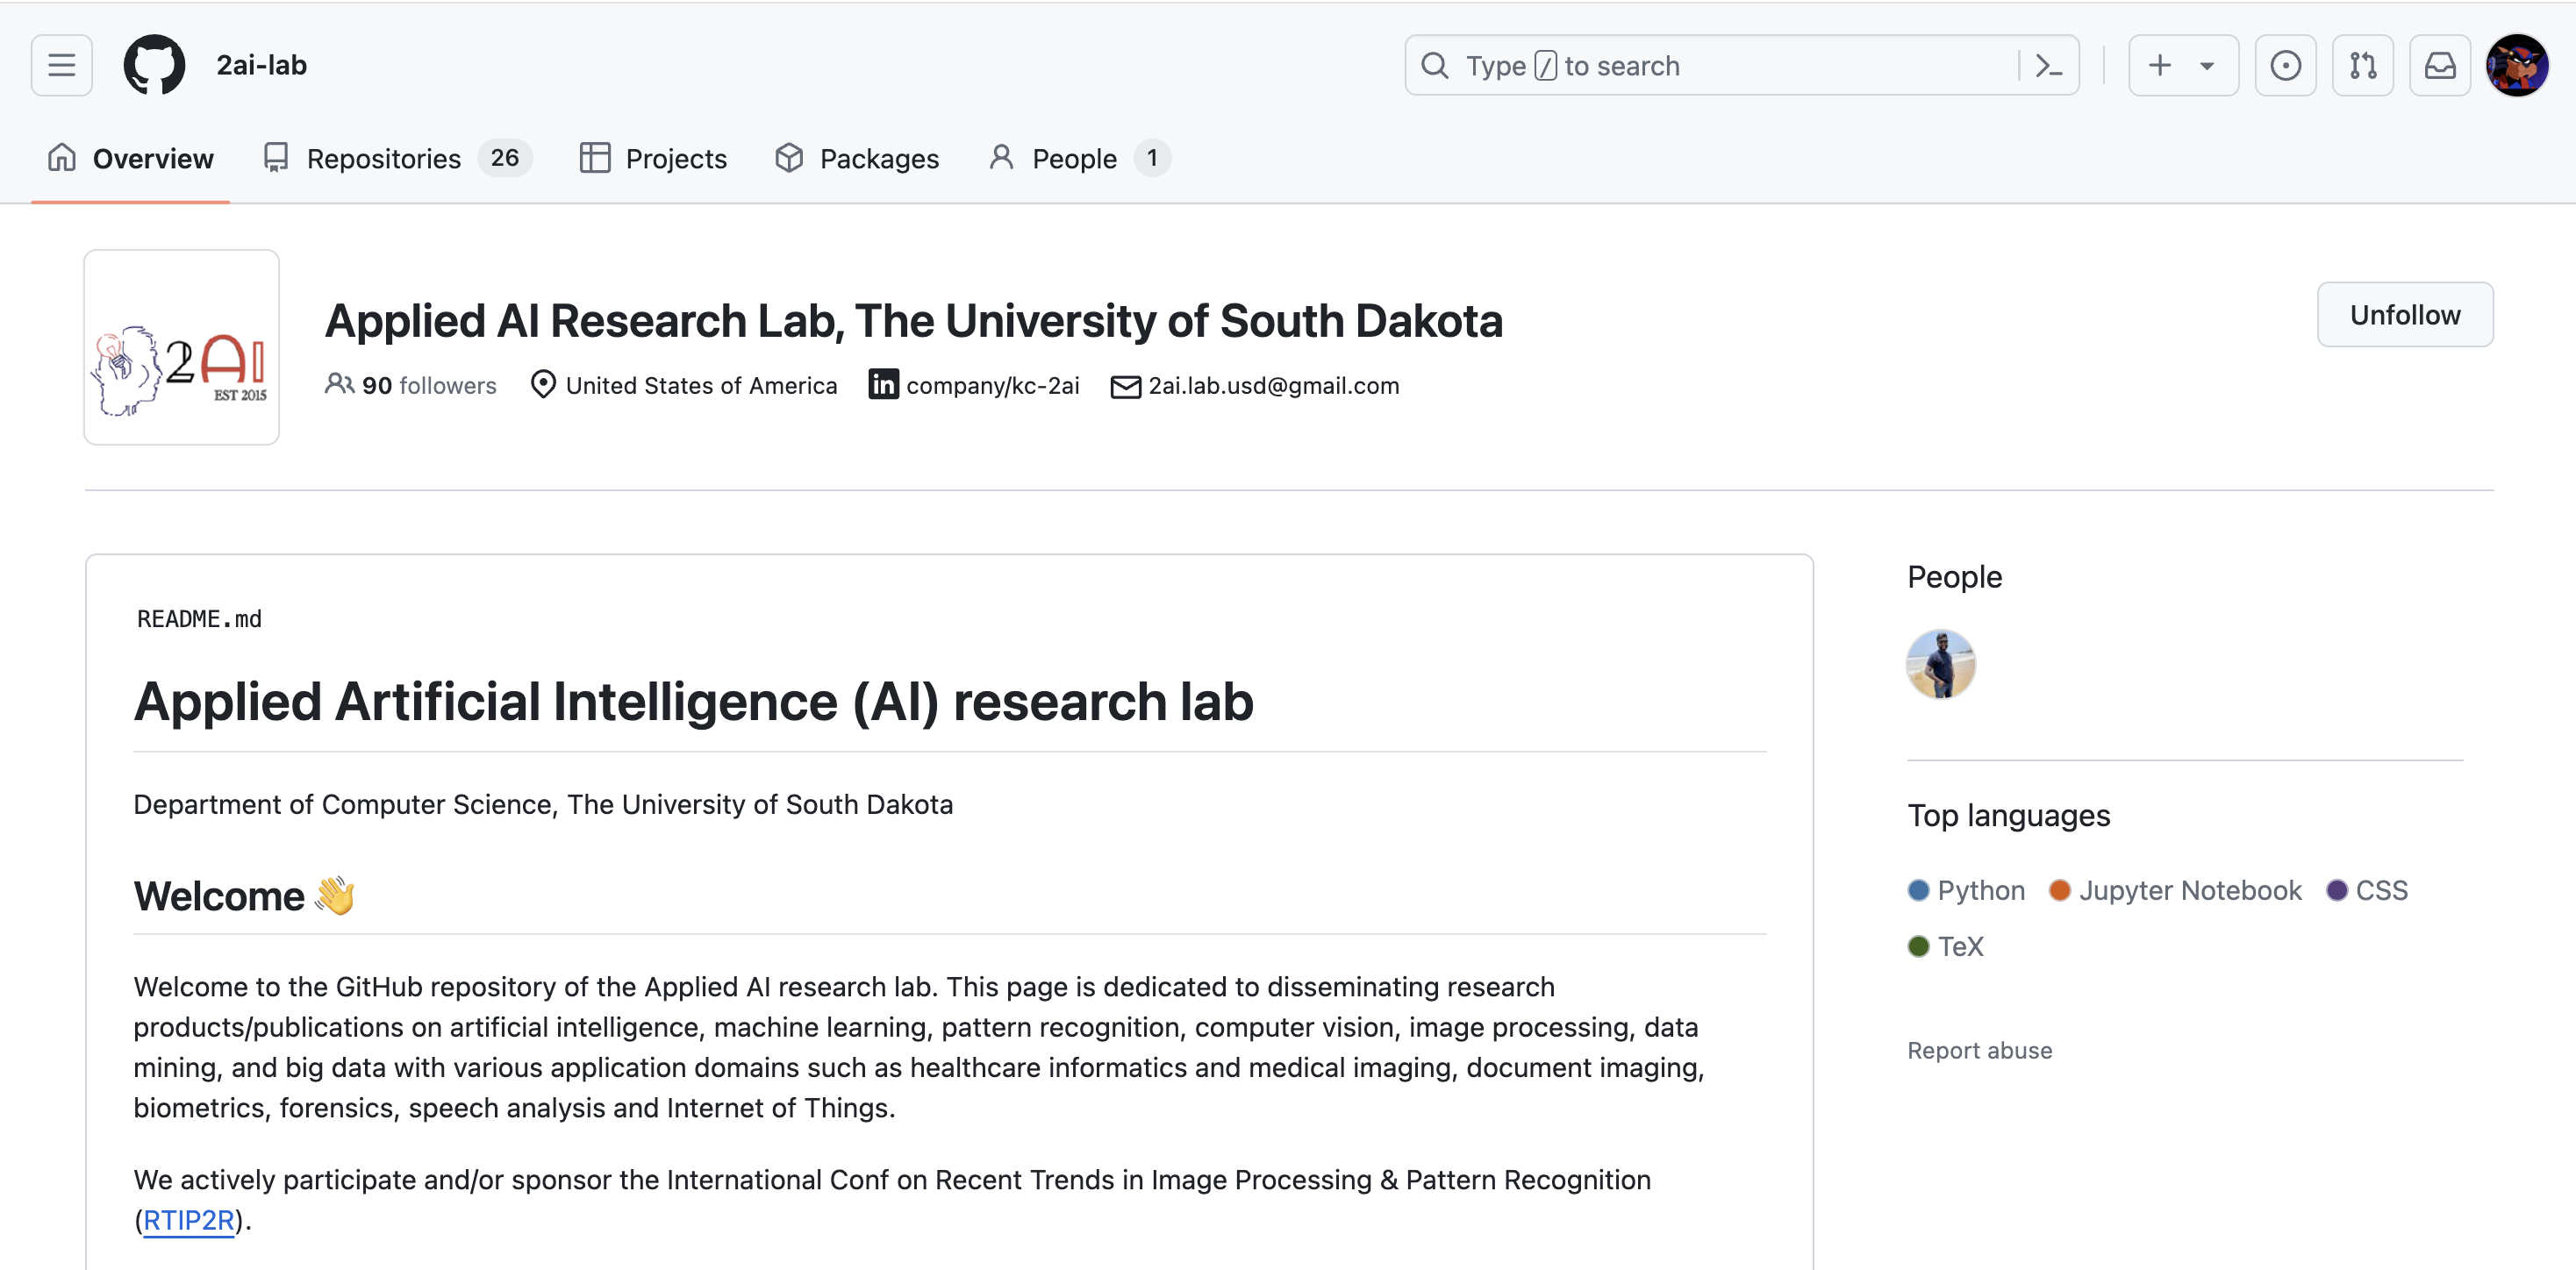 2ai-lab
Type / to search
Overview
Repositories 26
Projects
Packages
People 1
2AI
EST 2015
Applied AI Research Lab, The University of South Dakota
90 followers
United States of America
in company/kc-2ai
2ai.lab.usd@gmail.com
Unfollow
README.md
Applied Artificial Intelligence (AI) research lab
Department of Computer Science, The University of South Dakota
Welcome 👋
Welcome to the GitHub repository of the Applied AI research lab. This page is dedicated to disseminating research
products/publications on artificial intelligence, machine learning, pattern recognition, computer vision, image processing, data
mining, and big data with various application domains such as healthcare informatics and medical imaging, document imaging,
biometrics, forensics, speech analysis and Internet of Things.
We actively participate and/or sponsor the International Conf on Recent Trends in Image Processing & Pattern Recognition
(RTIP2R).
People
Top languages
Python
Jupyter Notebook
CSS
TeX
Report abuse